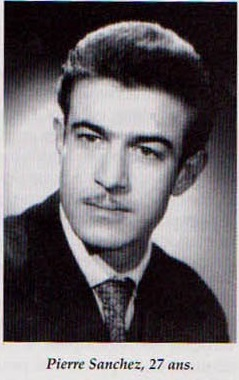 Pierre Sanchez, 27 ans.